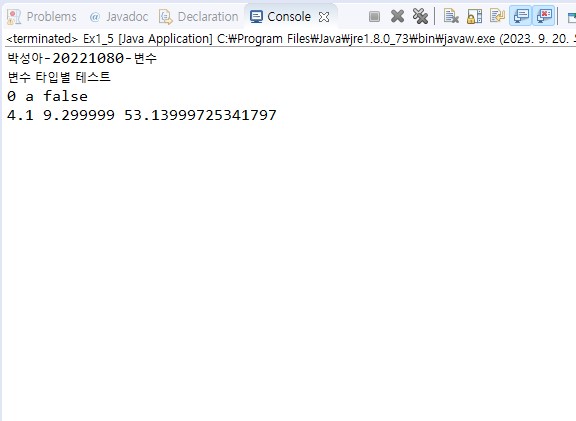 Problems @ Javadoc Declaration Console
<terminated> Ex1_5 [Java Application] C:₩Program Files₩Java₩jre1.8.0_73₩bin₩javaw.exe (2023. 9. 20.
박성아-20221080-변수
변수 타입별 테스트
0 a false
4.1 9.299999 53.13999725341797